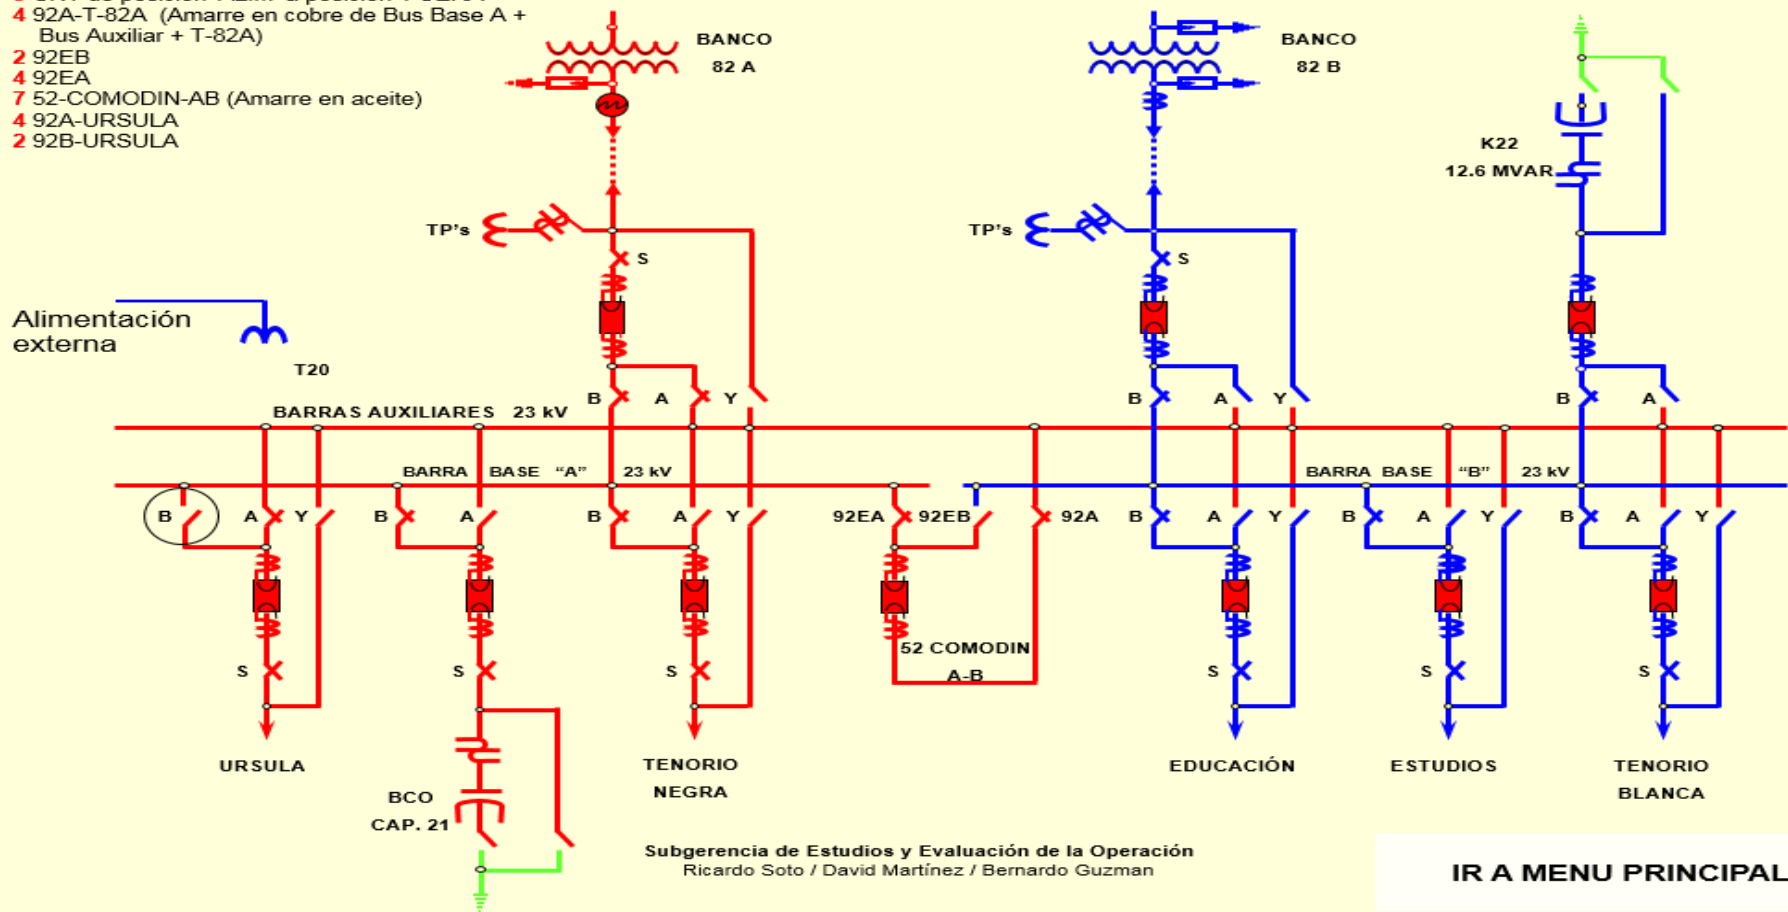 4 92A-T-82A (Amarre en cobre de Bus Base A +
Bus Auxiliar + T-82A)
2 92EB
4 92EA
7 52-COMODIN-AB (Amarre en aceite)
4 92A-URSULA
2 92B-URSULA
BANCO
82 A
BANCO
82 B
K22
12.6 MVAR
TP's
S
TP's
S
Alimentación
externa
T20
B A Y
B A Y
B A
BARRAS AUXILIARES 23 kV
BARRA BASE "A" 23 kV
BARRA BASE "B" 23 kV
B A Y B A B A Y 92EA 92EB 92A B A Y B A Y B A Y
52 COMODIN
A-B
S S S S S S
URSULA
TENORIO
NEGRA
EDUCACIÓN
ESTUDIOS
TENORIO
BLANCA
BCO
CAP. 21
Subgerencia de Estudios y Evaluación de la Operación
Ricardo Soto / David Martínez / Bernardo Guzman
IR A MENU PRINCIPAL